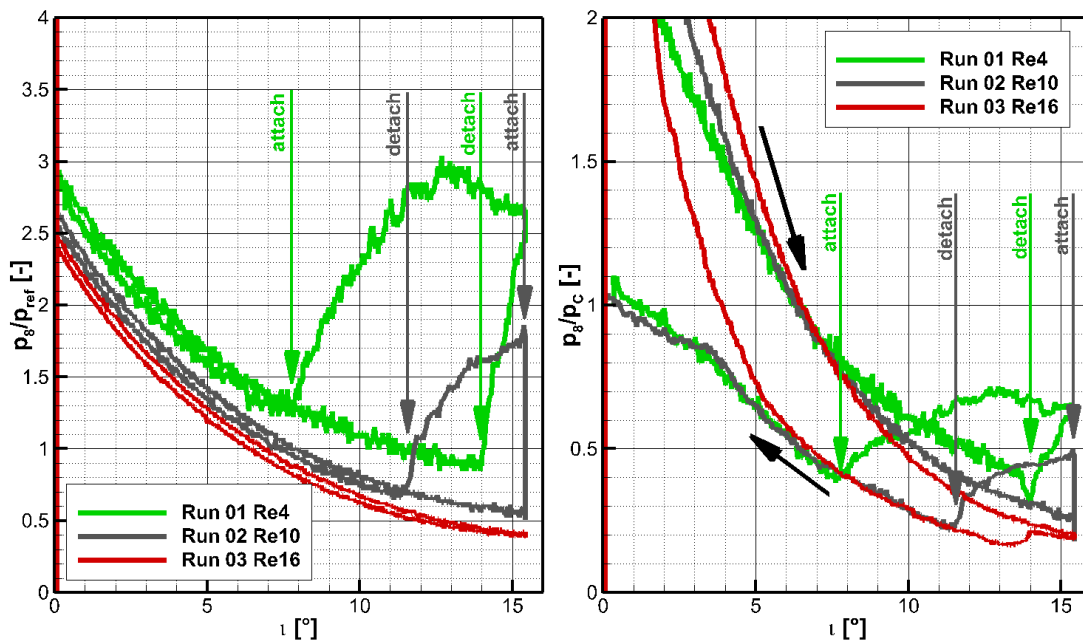 4
3.5
3
2.5
2
1.5
1
0.5
0
p8/pref [-]
attach
detach
detach
attach
Run 01 Re4
Run 02 Re10
Run 03 Re16
0
5
10
15
ι [°]
2
1.5
1
0.5
0
p8/pC [-]
Run 01 Re4
Run 02 Re10
Run 03 Re16
attach
detach
detach
attach
0
5
10
15
ι [°]